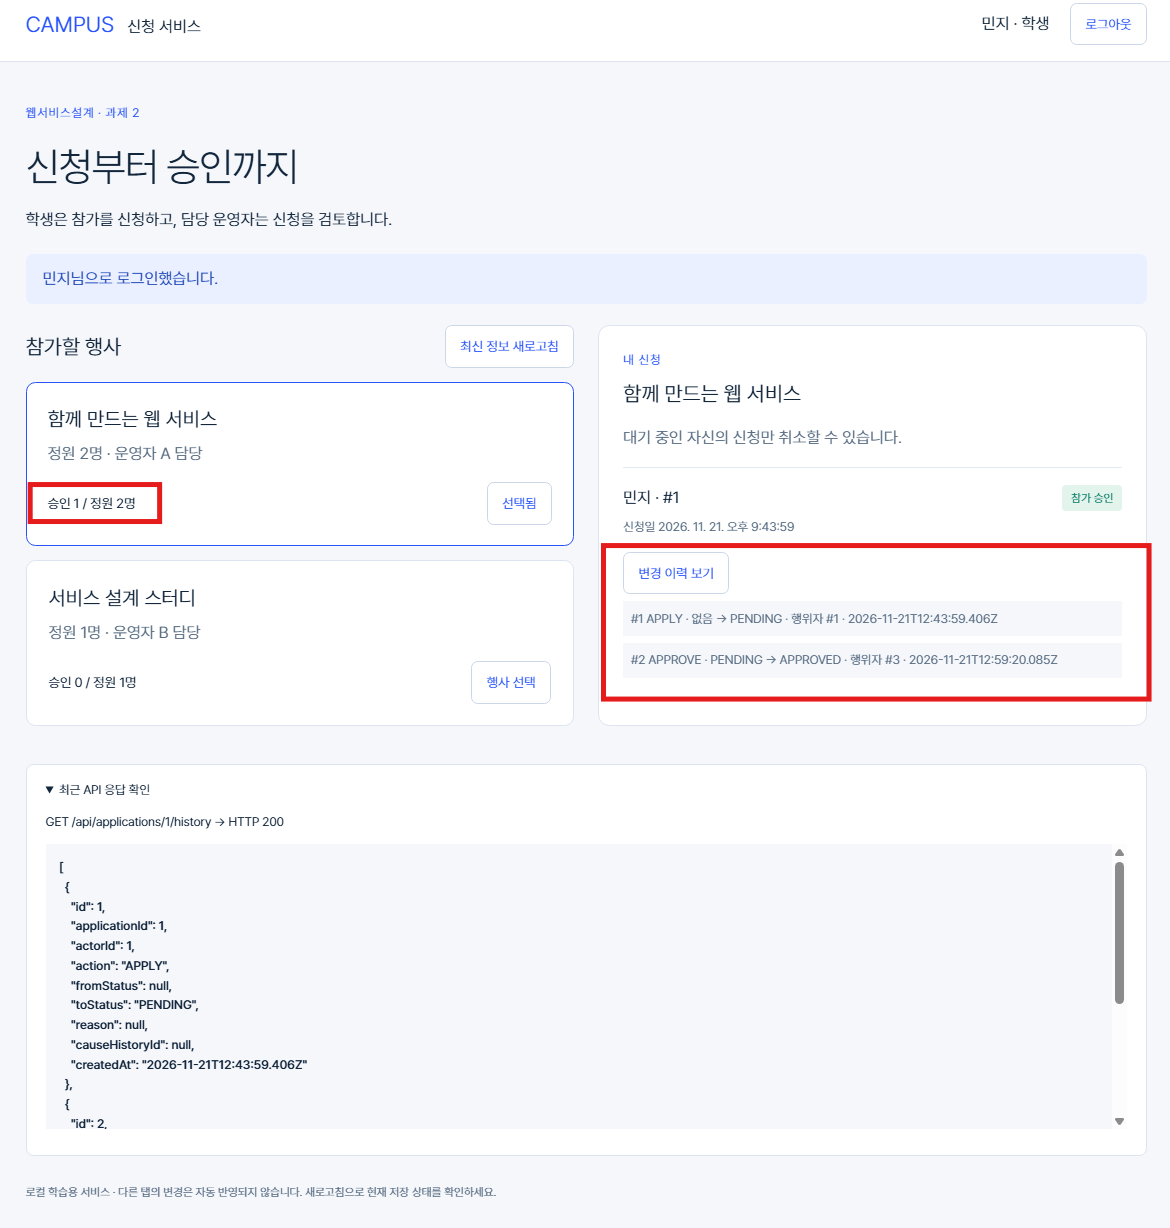 CAMPUS 신청 서비스
민지 · 학생
로그아웃
웹서비스설계 · 과제 2
신청부터 승인까지
학생은 참가를 신청하고, 담당 운영자는 신청을 검토합니다.
민지님으로 로그인했습니다.
참가할 행사
최신 정보 새로고침
함께 만드는 웹 서비스
정원 2명 · 운영자 A 담당
승인 1 / 정원 2명
선택됨
서비스 설계 스터디
정원 1명 · 운영자 B 담당
승인 0 / 정원 1명
행사 선택
내 신청
함께 만드는 웹 서비스
대기 중인 자신의 신청만 취소할 수 있습니다.
민지 · #1
참가 승인
신청일 2026. 11. 21. 오후 9:43:59
변경 이력 보기
#1 APPLY · 없음 → PENDING · 행위자 #1 · 2026-11-21T12:43:59.406Z
#2 APPROVE · PENDING → APPROVED · 행위자 #3 · 2026-11-21T12:59:20.085Z
▼ 최근 API 응답 확인
GET /api/applications/1/history → HTTP 200
[
{
"id": 1,
"applicationId": 1,
"actorId": 1,
"action": "APPLY",
"fromStatus": null,
"toStatus": "PENDING",
"reason": null,
"causeHistoryId": null,
"createdAt": "2026-11-21T12:43:59.406Z"
},
{
"id": 2,
로컬 학습용 서비스 · 다른 탭의 변경은 자동 반영되지 않습니다. 새로고침으로 현재 저장 상태를 확인하세요.